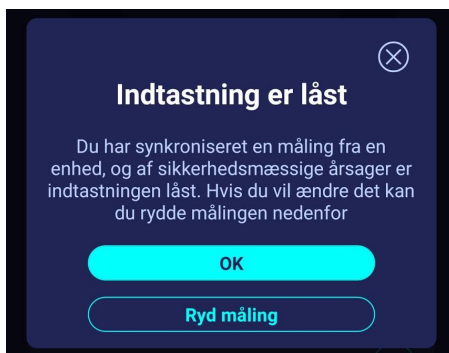 Indtastning er låst
Du har synkroniseret en måling fra en
enhed, og af sikkerhedsmæssige årsager er
indtastningen låst. Hvis du vil ændre det kan
du rydde målingen nedenfor
OK
Ryd måling